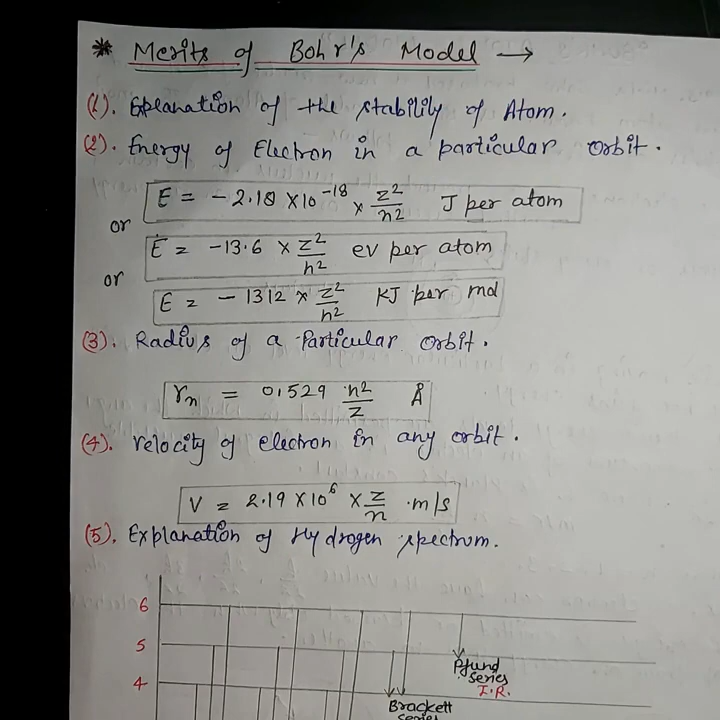 * Merits of Bohr's Model →
(1). Explanation of the stability of Atom.
(2). Energy of Electron in a particular orbit.
E = -2.18 × 10^-18 × z²/n² J per atom
or
E = -13.6 × z²/n² ev per atom
or
E = -1312 × z²/n² KJ per mol
(3). Radius of a Particular orbit.
rn = 0.529 n²/z Å
(4). velocity of electron in any orbit.
V = 2.19 × 10^6 × z/n .m/s
(5). Explanation of Hydrogen spectrum.
6
5
4
Pfund
series
I.R.
Brackett
series